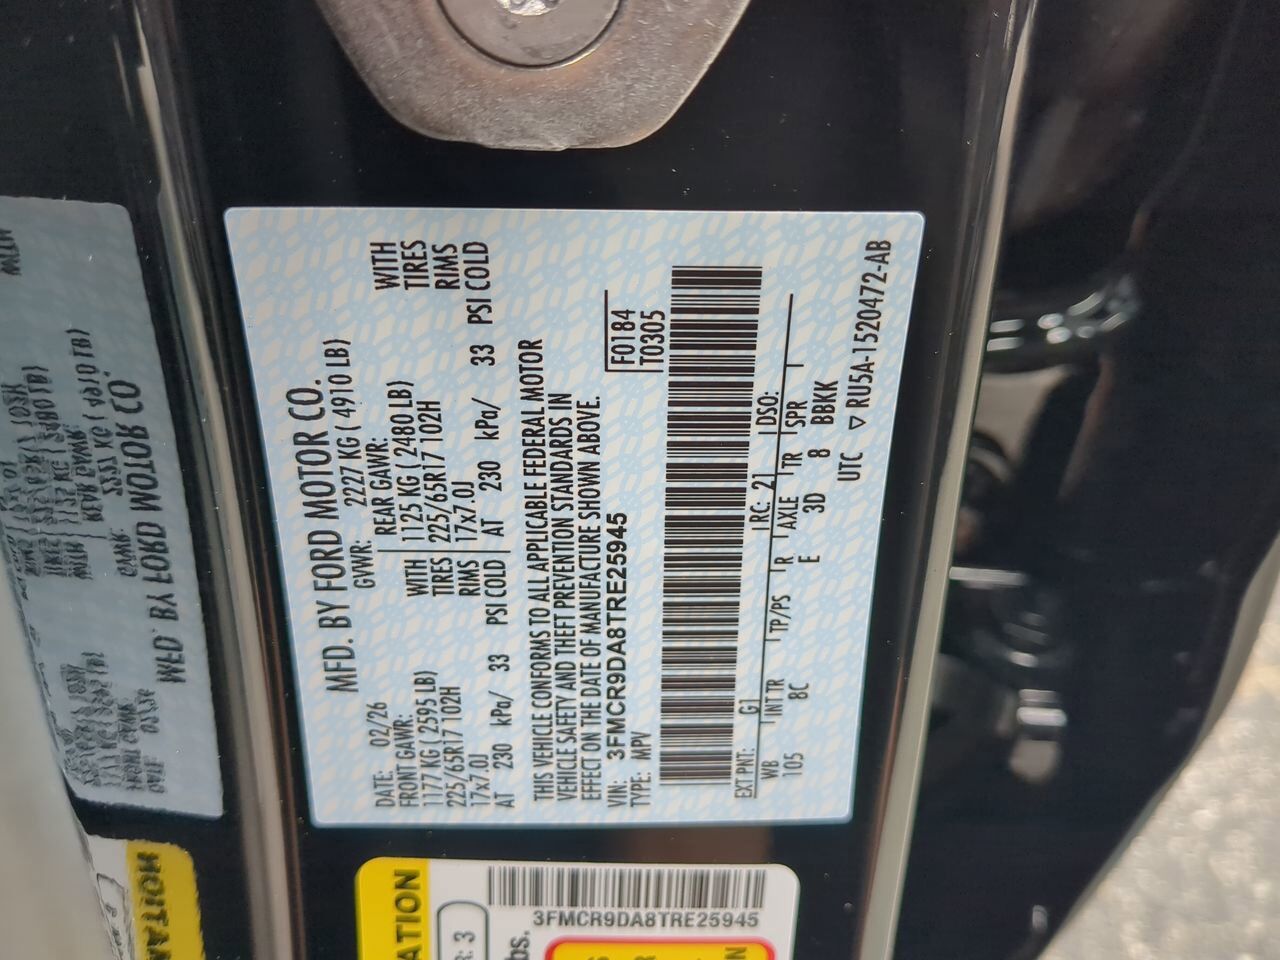 MFD. BY FORD MOTOR CO.
DATE: 02/26 GVWR: 2227 KG ( 4910 LB)
FRONT GAWR: REAR GAWR:
1177 KG ( 2595 LB) WITH 1125 KG ( 2480 LB) WITH
225/65R17 102H TIRES 225/65R17 102H TIRES
17x7.0J RIMS 17x7.0J RIMS
AT 230 kPa/ 33 PSI COLD AT 230 kPa/ 33 PSI COLD
THIS VEHICLE CONFORMS TO ALL APPLICABLE FEDERAL MOTOR
VEHICLE SAFETY AND THEFT PREVENTION STANDARDS IN
EFFECT ON THE DATE OF MANUFACTURE SHOWN ABOVE.
VIN: 3FMCR9DA8TRE25945 F0184
TYPE: MPV T0305
EXT PNT: G1 RC: 21 DSO:
WB INT TR TP/PS R AXLE TR SPR
105 8C E 3D 8 BBKK
UTC ▽ RU5A-1520472-AB
ATION
R: 3
bs.
3FMCR9DA8TRE25945